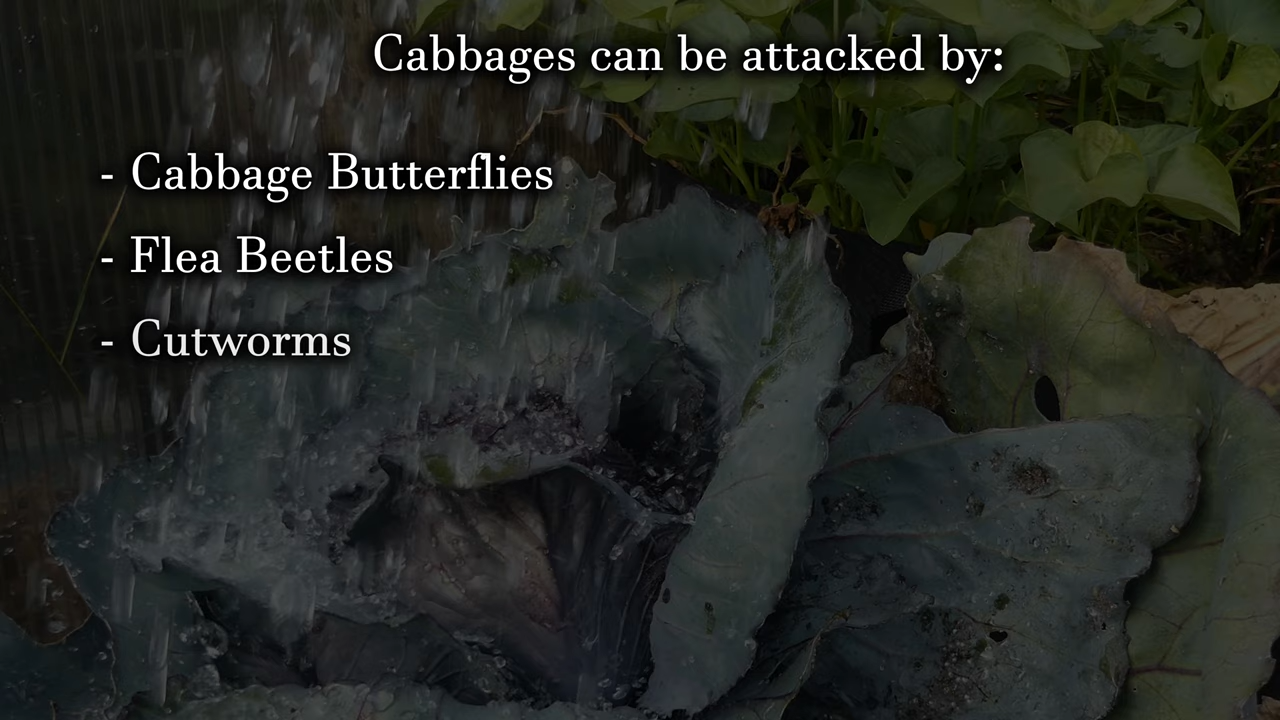 Cabbages can be attacked by:
- Cabbage Butterflies
- Flea Beetles
- Cutworms